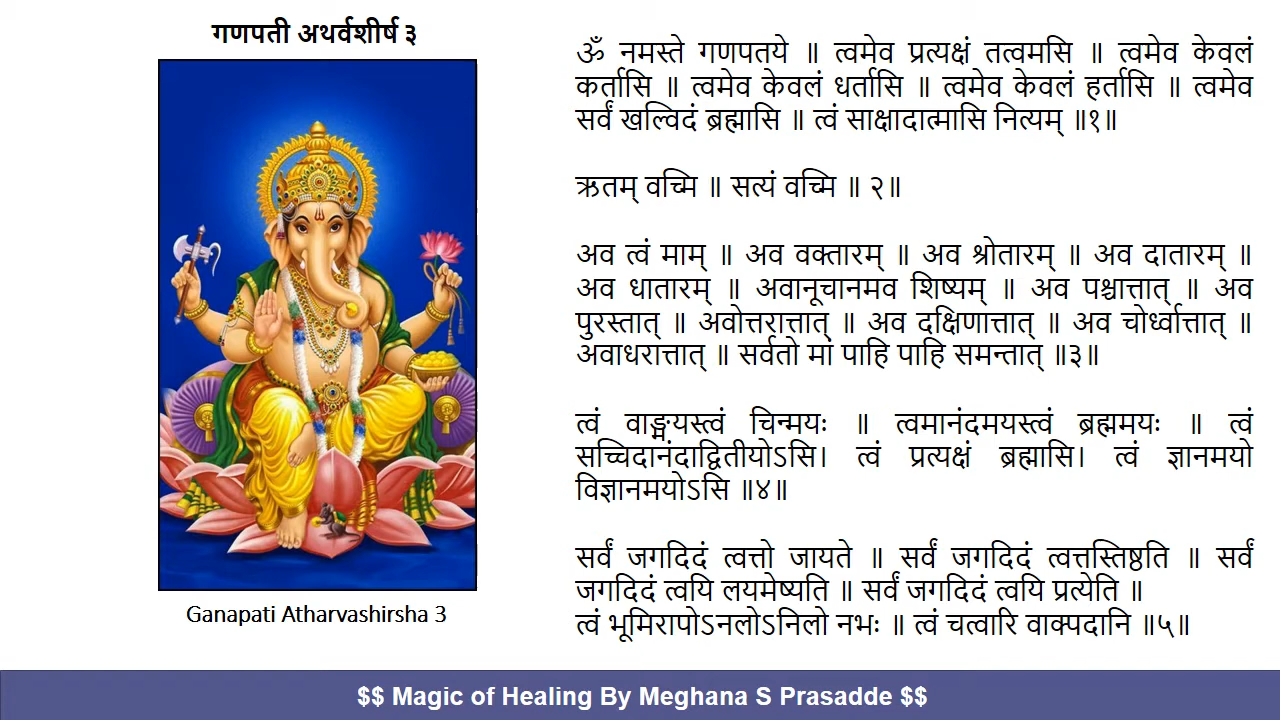 गणपती अथर्वशीर्ष ३
ॐ नमस्ते गणपतये ॥ त्वमेव प्रत्यक्षं तत्वमसि ॥ त्वमेव केवलं
कर्तासि ॥ त्वमेव केवलं धर्तासि ॥ त्वमेव केवलं हर्तासि ॥ त्वमेव
सर्वं खल्विदं ब्रह्मासि ॥ त्वं साक्षादात्मासि नित्यम् ॥१॥
ऋतम् वच्मि ॥ सत्यं वच्मि ॥ २॥
अव त्वं माम् ॥ अव वक्तारम् ॥ अव श्रोतारम् ॥ अव दातारम् ॥
अव धातारम् ॥ अवानूचानमव शिष्यम् ॥ अव पश्चात्तात् ॥ अव
पुरस्तात् ॥ अवोत्तरात्तात् ॥ अव दक्षिणात्तात् ॥ अव चोर्ध्वात्तात् ॥
अवाधरात्तात् ॥ सर्वतो मां पाहि पाहि समन्तात् ॥३॥
त्वं वाङ्मयस्त्वं चिन्मयः ॥ त्वमानंदमयस्त्वं ब्रह्ममयः ॥ त्वं
सच्चिदानंदाद्वितीयोऽसि। त्वं प्रत्यक्षं ब्रह्मासि। त्वं ज्ञानमयो
विज्ञानमयोऽसि ॥४॥
सर्वं जगदिदं त्वत्तो जायते ॥ सर्वं जगदिदं त्वत्तस्तिष्ठति ॥ सर्वं
जगदिदं त्वयि लयमेष्यति ॥ सर्वं जगदिदं त्वयि प्रत्येति ॥
त्वं भूमिरापोऽनलोऽनिलो नभः ॥ त्वं चत्वारि वाक्पदानि ॥५॥
Ganapati Atharvashirsha 3
$$ Magic of Healing By Meghana S Prasadde $$